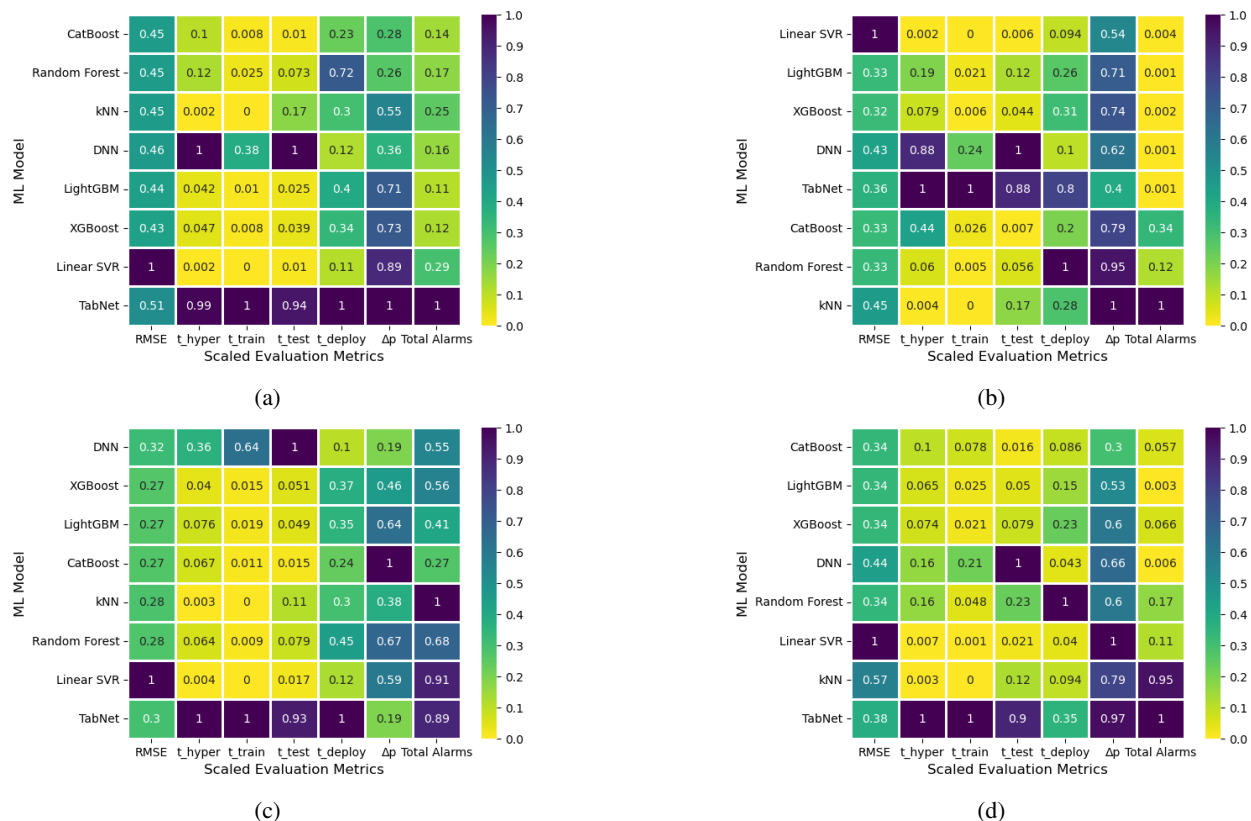 ML Model
CatBoost 0.45 0.1 0.008 0.01 0.23 0.28 0.14
Random Forest 0.45 0.12 0.025 0.073 0.72 0.26 0.17
kNN 0.45 0.002 0 0.17 0.3 0.55 0.25
DNN 0.46 1 0.38 1 0.12 0.36 0.16
LightGBM 0.44 0.042 0.01 0.025 0.4 0.71 0.11
XGBoost 0.43 0.047 0.008 0.039 0.34 0.73 0.12
Linear SVR 1 0.002 0 0.01 0.11 0.89 0.29
TabNet 0.51 0.99 1 0.94 1 1 1
RMSE t_hyper t_train t_test t_deploy Δp Total Alarms
Scaled Evaluation Metrics
1.0
0.9
0.8
0.7
0.6
0.5
0.4
0.3
0.2
0.1
0.0
(a)
ML Model
Linear SVR 1 0.002 0 0.006 0.094 0.54 0.004
LightGBM 0.33 0.19 0.021 0.12 0.26 0.71 0.001
XGBoost 0.32 0.079 0.006 0.044 0.31 0.74 0.002
DNN 0.43 0.88 0.24 1 0.1 0.62 0.001
TabNet 0.36 1 1 0.88 0.8 0.4 0.001
CatBoost 0.33 0.44 0.026 0.007 0.2 0.79 0.34
Random Forest 0.33 0.06 0.005 0.056 1 0.95 0.12
kNN 0.45 0.004 0 0.17 0.28 1 1
RMSE t_hyper t_train t_test t_deploy Δp Total Alarms
Scaled Evaluation Metrics
1.0
0.9
0.8
0.7
0.6
0.5
0.4
0.3
0.2
0.1
0.0
(b)
ML Model
DNN 0.32 0.36 0.64 1 0.1 0.19 0.55
XGBoost 0.27 0.04 0.015 0.051 0.37 0.46 0.56
LightGBM 0.27 0.076 0.019 0.049 0.35 0.64 0.41
CatBoost 0.27 0.067 0.011 0.015 0.24 1 0.27
kNN 0.28 0.003 0 0.11 0.3 0.38 1
Random Forest 0.28 0.064 0.009 0.079 0.45 0.67 0.68
Linear SVR 1 0.004 0 0.017 0.12 0.59 0.91
TabNet 0.3 1 1 0.93 1 0.19 0.89
RMSE t_hyper t_train t_test t_deploy Δp Total Alarms
Scaled Evaluation Metrics
1.0
0.9
0.8
0.7
0.6
0.5
0.4
0.3
0.2
0.1
0.0
(c)
ML Model
CatBoost 0.34 0.1 0.078 0.016 0.086 0.3 0.057
LightGBM 0.34 0.065 0.025 0.05 0.15 0.53 0.003
XGBoost 0.34 0.074 0.021 0.079 0.23 0.6 0.066
DNN 0.44 0.16 0.21 1 0.043 0.66 0.006
Random Forest 0.34 0.16 0.048 0.23 1 0.6 0.17
Linear SVR 1 0.007 0.001 0.021 0.04 1 0.11
kNN 0.57 0.003 0 0.12 0.094 0.79 0.95
TabNet 0.38 1 1 0.9 0.35 0.97 1
RMSE t_hyper t_train t_test t_deploy Δp Total Alarms
Scaled Evaluation Metrics
1.0
0.9
0.8
0.7
0.6
0.5
0.4
0.3
0.2
0.1
0.0
(d)